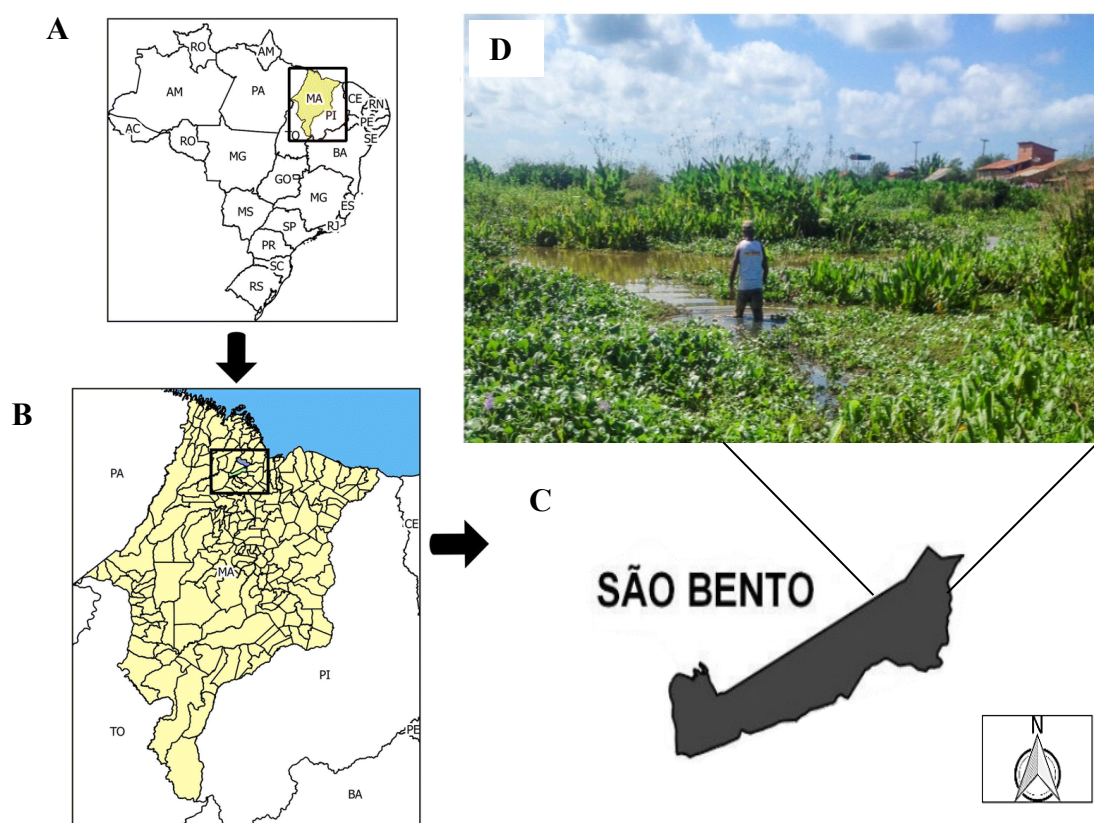 A
RO
AM
AM
PA
MA
CE
RN
PI
PE
SE
AC
RO
MG
BA
GO
MG
ES
MS
SP
RJ
PR
SC
RS
D
B
PA
CE
MA
PI
TO
PE
BA
C
SÃO BENTO
N